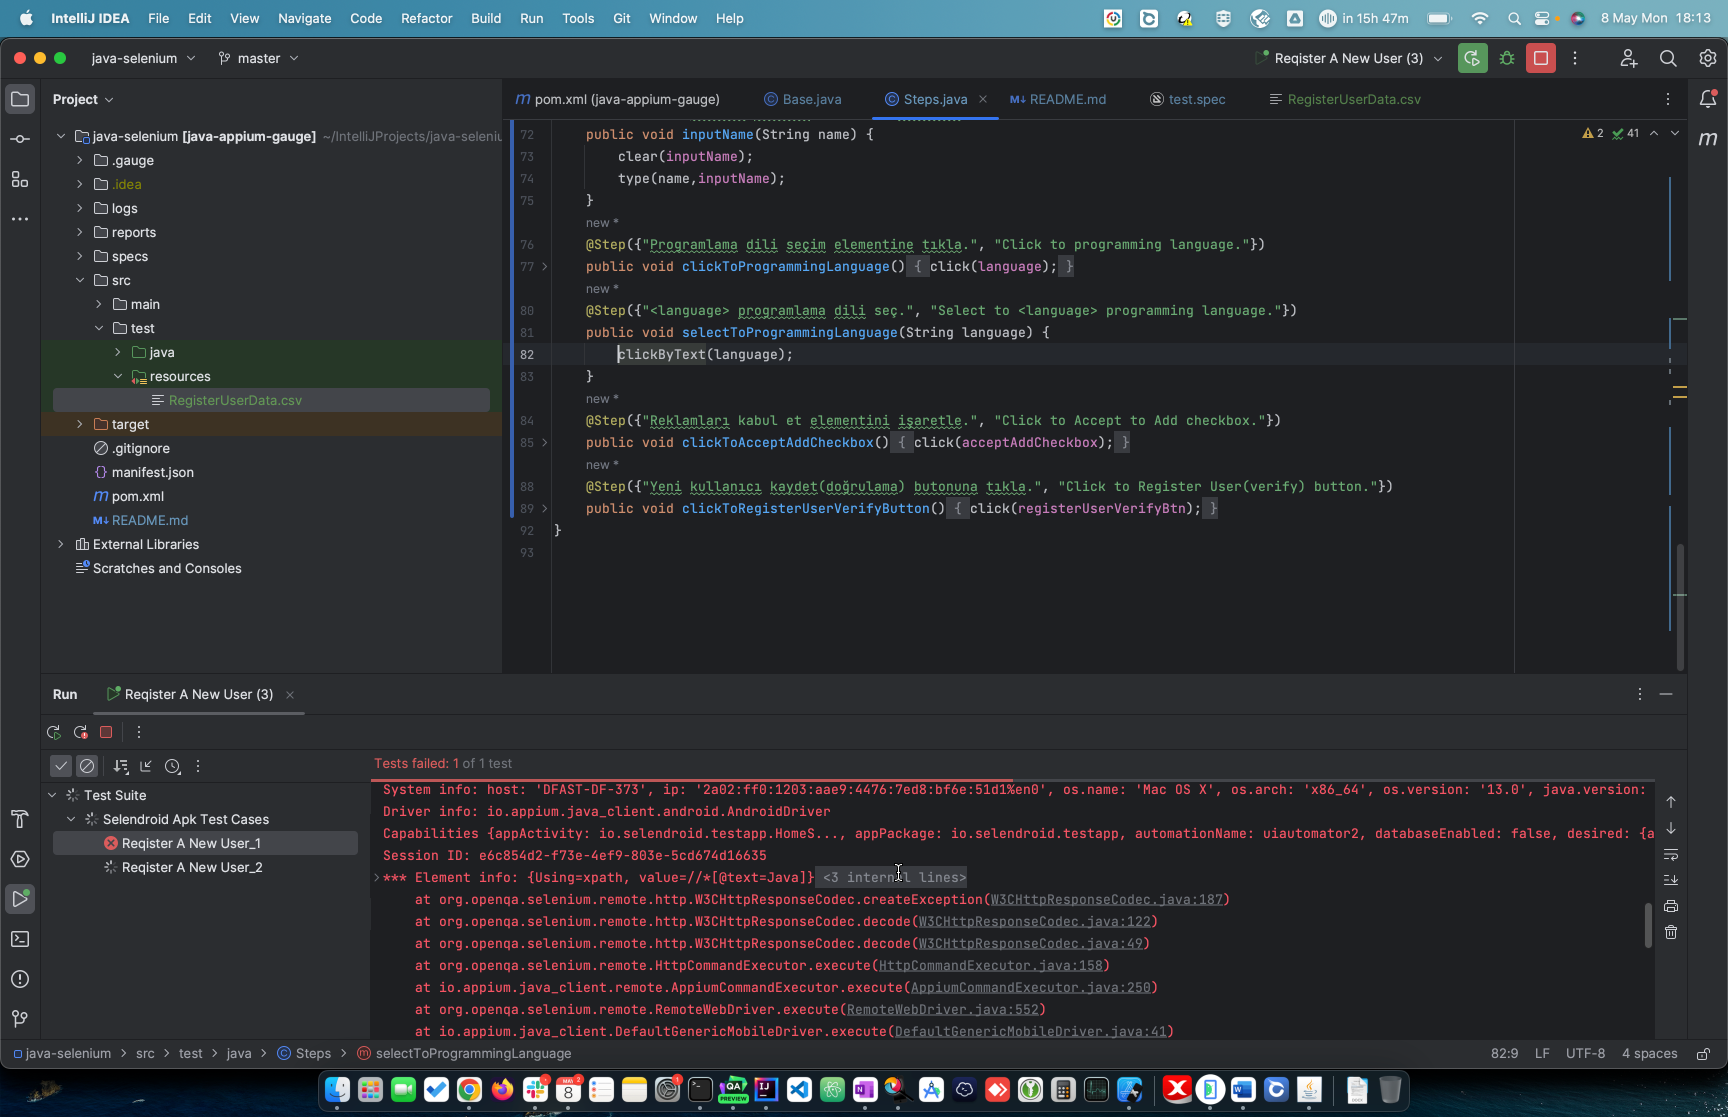 IntelliJ IDEA File Edit View Navigate Code Refactor Build Run Tools Git Window Help in 15h 47m 8 May Mon 18:13
java-selenium master Reqister A New User (3)
Project
pom.xml (java-appium-gauge) Base.java Steps.java README.md test.spec RegisterUserData.csv
java-selenium [java-appium-gauge] ~/IntelliJProjects/java-seleniu
.gauge
.idea
logs
reports
specs
src
main
test
java
resources
RegisterUserData.csv
target
.gitignore
manifest.json
pom.xml
README.md
External Libraries
Scratches and Consoles
2 41
72 public void inputName(String name) {
73 clear(inputName);
74 type(name,inputName);
75 }
new *
76 @Step({"Programlama dili seçim elementine tıkla.", "Click to programming language."})
77 public void clickToProgrammingLanguage() { click(language); }
new *
80 @Step({"<language> programlama dili seç.", "Select to <language> programming language."})
81 public void selectToProgrammingLanguage(String language) {
82 clickByText(language);
83 }
new *
84 @Step({"Reklamları kabul et elementini işaretle.", "Click to Accept to Add checkbox."})
85 public void clickToAcceptAddCheckbox() { click(acceptAddCheckbox); }
new *
88 @Step({"Yeni kullanıcı kaydet(doğrulama) butonuna tıkla.", "Click to Register User(verify) button."})
89 public void clickToRegisterUserVerifyButton() { click(registerUserVerifyBtn); }
92 }
93
Run Reqister A New User (3)
Tests failed: 1 of 1 test
Test Suite
Selendroid Apk Test Cases
Reqister A New User_1
Reqister A New User_2
System info: host: 'DFAST-DF-373', ip: '2a02:ff0:1203:aae9:4476:7ed8:bf6e:51d1%en0', os.name: 'Mac OS X', os.arch: 'x86_64', os.version: '13.0', java.version:
Driver info: io.appium.java_client.android.AndroidDriver
Capabilities {appActivity: io.selendroid.testapp.HomeS..., appPackage: io.selendroid.testapp, automationName: uiautomator2, databaseEnabled: false, desired: {a
Session ID: e6c854d2-f73e-4ef9-803e-5cd674d16635
*** Element info: {Using=xpath, value=//*[@text=Java]} <3 internal lines>
at org.openqa.selenium.remote.http.W3CHttpResponseCodec.createException(W3CHttpResponseCodec.java:187)
at org.openqa.selenium.remote.http.W3CHttpResponseCodec.decode(W3CHttpResponseCodec.java:122)
at org.openqa.selenium.remote.http.W3CHttpResponseCodec.decode(W3CHttpResponseCodec.java:49)
at org.openqa.selenium.remote.HttpCommandExecutor.execute(HttpCommandExecutor.java:158)
at io.appium.java_client.remote.AppiumCommandExecutor.execute(AppiumCommandExecutor.java:250)
at org.openqa.selenium.remote.RemoteWebDriver.execute(RemoteWebDriver.java:552)
at io.appium.java_client.DefaultGenericMobileDriver.execute(DefaultGenericMobileDriver.java:41)
java-selenium > src > test > java > Steps > selectToProgrammingLanguage 82:9 LF UTF-8 4 spaces